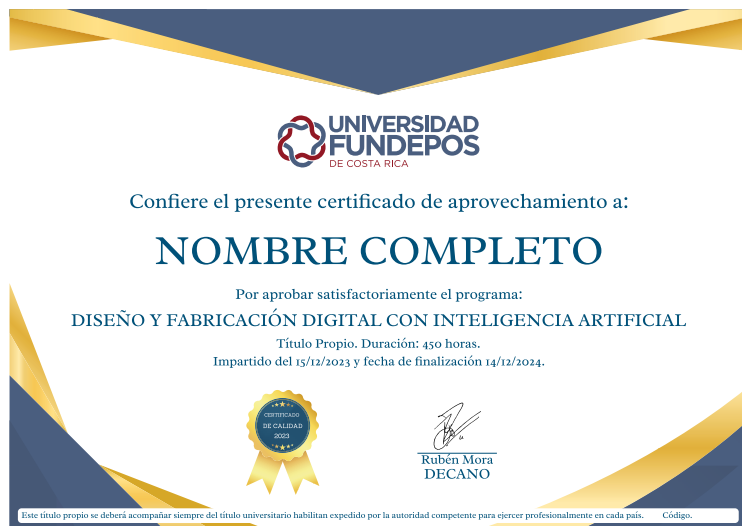 UNIVERSIDAD
FUNDEPOS
DE COSTA RICA
Confiere el presente certificado de aprovechamiento a:
NOMBRE COMPLETO
Por aprobar satisfactoriamente el programa:
DISEÑO Y FABRICACIÓN DIGITAL CON INTELIGENCIA ARTIFICIAL
Título Propio. Duración: 450 horas.
Impartido del 15/12/2023 y fecha de finalización 14/12/2024.
CERTIFICADO
DE CALIDAD
2023
Rubén Mora
DECANO
Este título propio se deberá acompañar siempre del título universitario habilitan expedido por la autoridad competente para ejercer profesionalmente en cada país. Código.